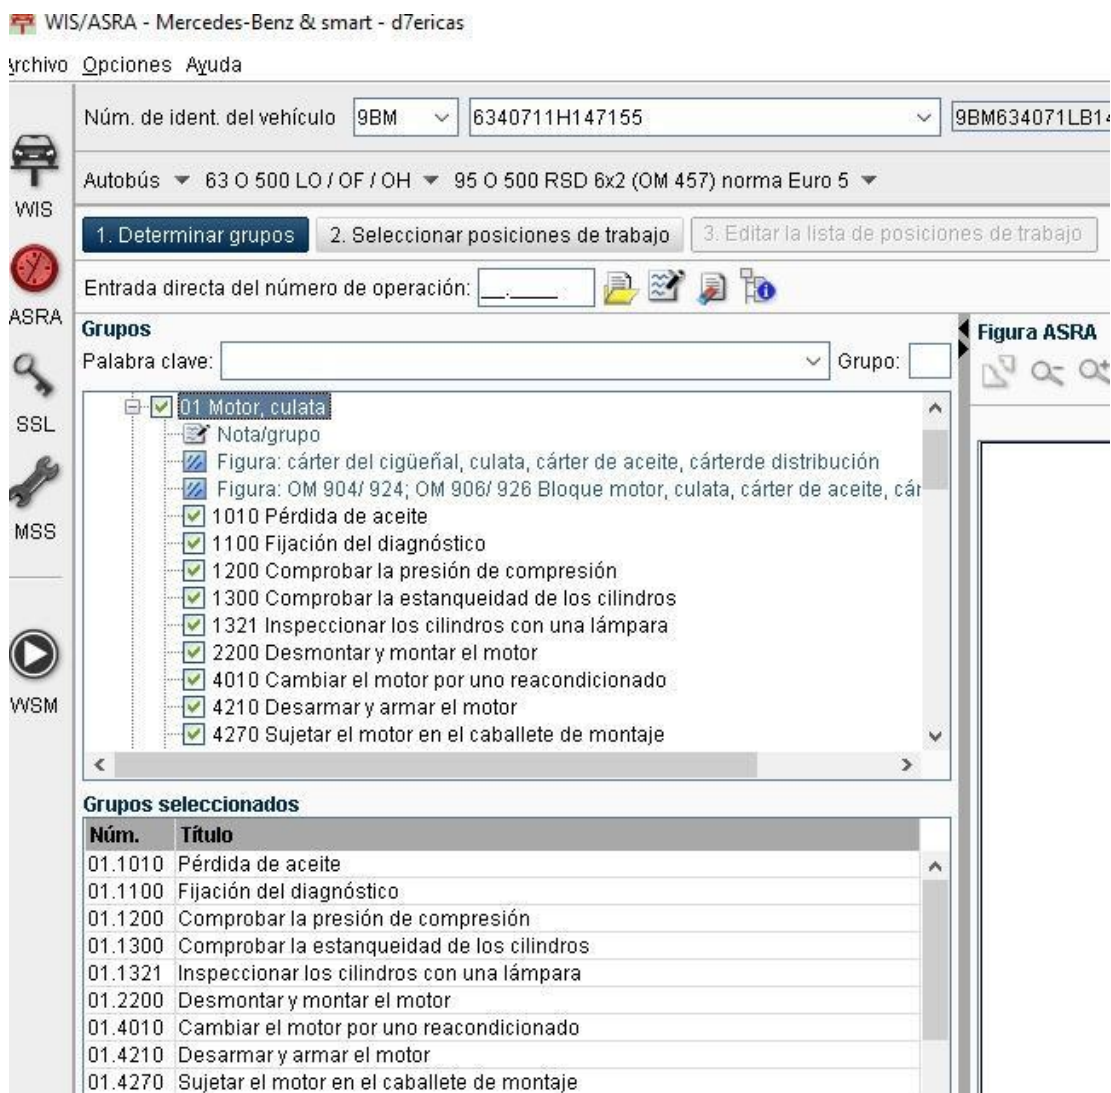 WIS/ASRA - Mercedes-Benz & smart - d7ericas
Archivo Opciones Ayuda
Núm. de ident. del vehículo 9BM 6340711H147155 9BM634071LB14
Autobús 63 O 500 LO / OF / OH 95 O 500 RSD 6x2 (OM 457) norma Euro 5
WIS
1. Determinar grupos 2. Seleccionar posiciones de trabajo 3. Editar la lista de posiciones de trabajo
Entrada directa del número de operación: __.____
ASRA
Grupos
Figura ASRA
Palabra clave: Grupo:
SSL
01 Motor, culata
Nota/grupo
Figura: cárter del cigüeñal, culata, cárter de aceite, cárterde distribución
Figura: OM 904/ 924; OM 906/ 926 Bloque motor, culata, cárter de aceite, cár
1010 Pérdida de aceite
MSS
1100 Fijación del diagnóstico
1200 Comprobar la presión de compresión
1300 Comprobar la estanqueidad de los cilindros
1321 Inspeccionar los cilindros con una lámpara
2200 Desmontar y montar el motor
4010 Cambiar el motor por uno reacondicionado
WSM
4210 Desarmar y armar el motor
4270 Sujetar el motor en el caballete de montaje
Grupos seleccionados
Núm. Título
01.1010 Pérdida de aceite
01.1100 Fijación del diagnóstico
01.1200 Comprobar la presión de compresión
01.1300 Comprobar la estanqueidad de los cilindros
01.1321 Inspeccionar los cilindros con una lámpara
01.2200 Desmontar y montar el motor
01.4010 Cambiar el motor por uno reacondicionado
01.4210 Desarmar y armar el motor
01.4270 Sujetar el motor en el caballete de montaje